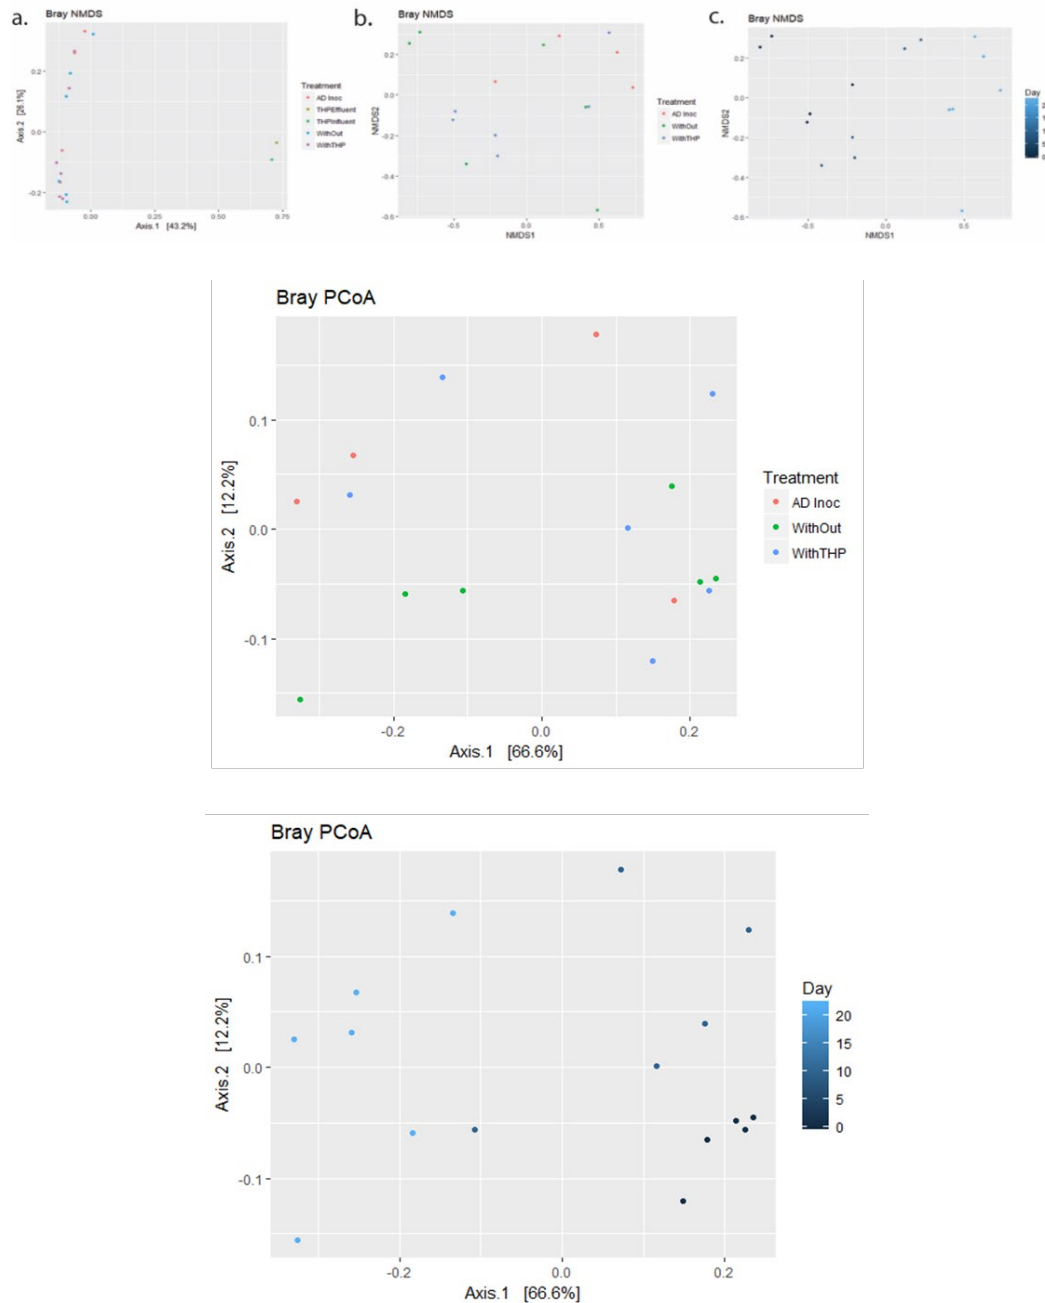 a.
Bray NMDS
0.2
0.0
-0.2
Axis.2 [26.1%]
0.00
0.25
0.50
0.75
Axis.1 [43.2%]
Treatment
AD Inoc
THPEffluent
THPInfluent
WithOut
WithTHP
b.
Bray NMDS
0.2
0.0
-0.2
-0.4
-0.6
NMDS2
-0.5
0.0
0.5
NMDS1
Treatment
AD Inoc
WithOut
WithTHP
c.
Bray NMDS
0.2
0.0
-0.2
-0.4
-0.6
NMDS2
-0.5
0.0
0.5
NMDS1
Day
Bray PCoA
0.1
0.0
-0.1
Axis.2 [12.2%]
-0.2
0.0
0.2
Axis.1 [66.6%]
Treatment
AD Inoc
WithOut
WithTHP
Bray PCoA
0.1
0.0
-0.1
Axis.2 [12.2%]
-0.2
0.0
0.2
Axis.1 [66.6%]
Day
20
15
10
5
0